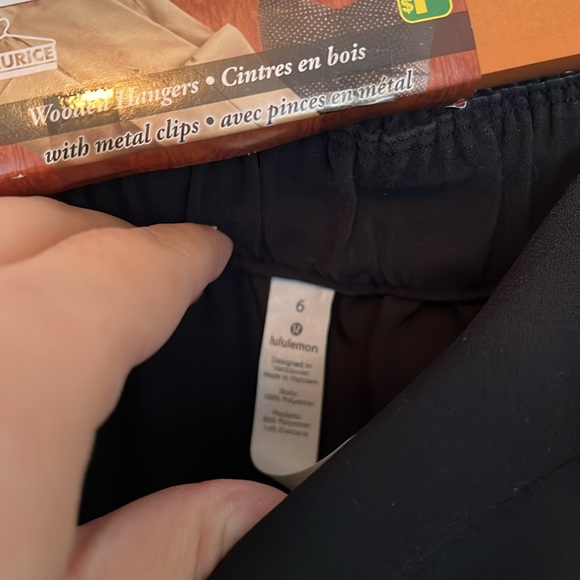 $1
URICE
Wooden Hangers • Cintres en bois
with metal clips • avec pinces en métal
6
lululemon
Designed in
Vancouver
Made in Vietnam
Body:
100% Polyester
Pockets:
86% Polyester
14% Elastane